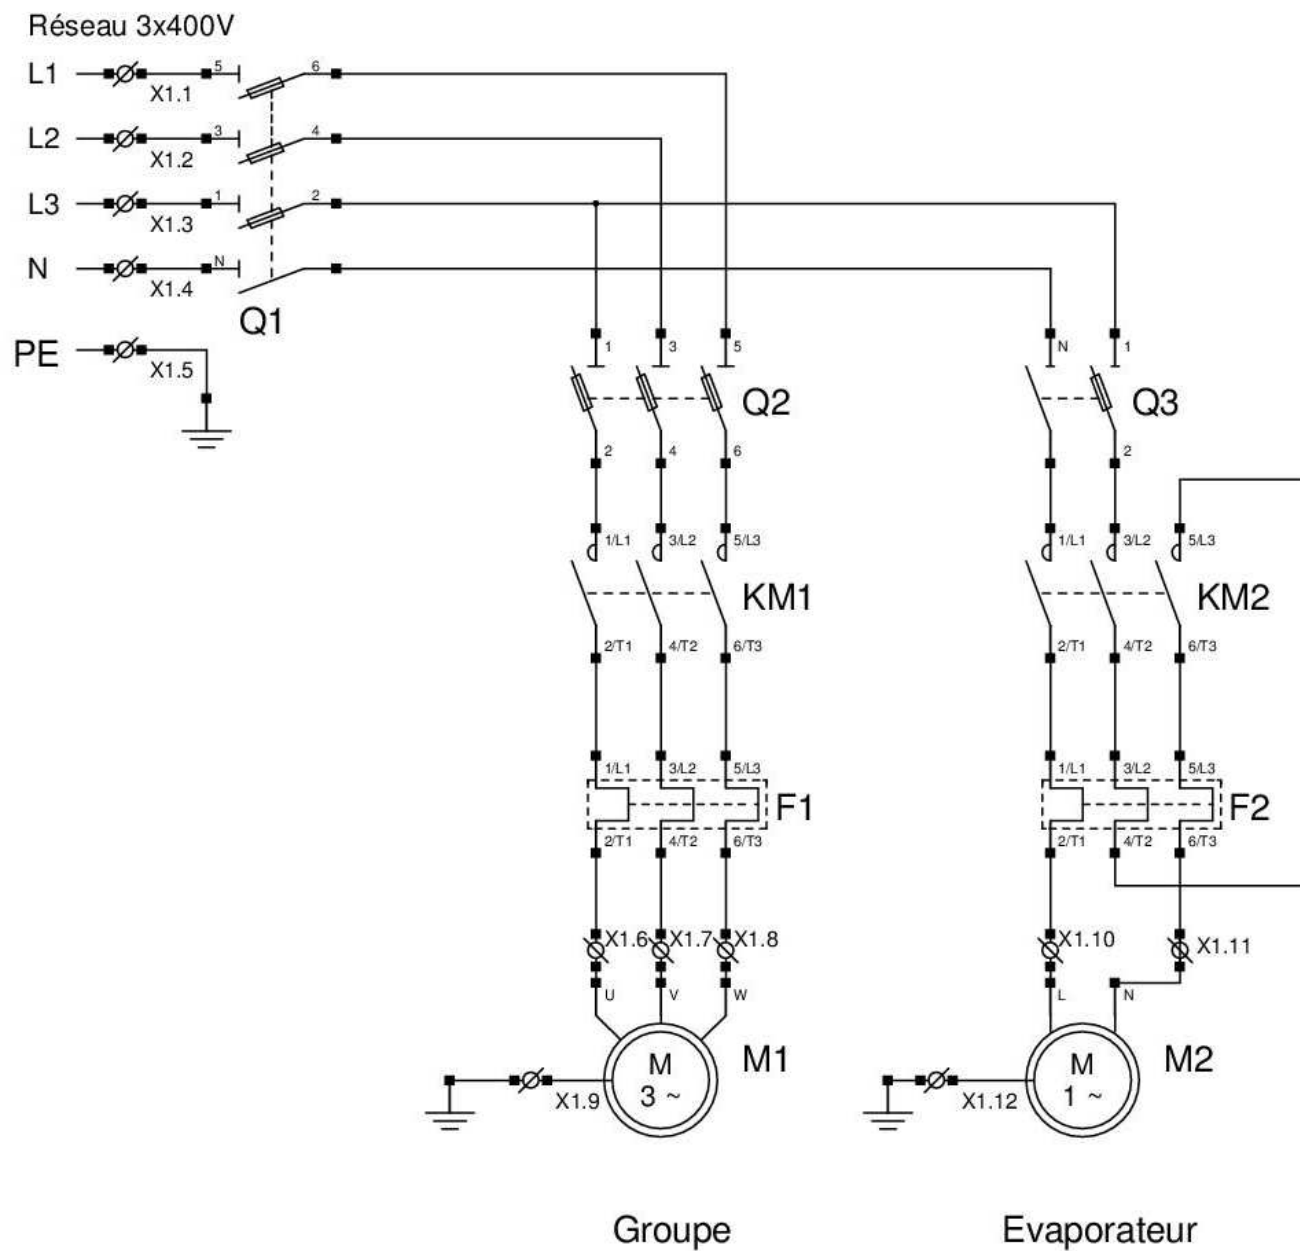 Réseau 3x400V
L1 5 6
X1.1
L2 3 4
X1.2
L3 1 2
X1.3
N N
X1.4
Q1
PE
X1.5
1 3 5 N 1
Q2 Q3
2 4 6 2
1/L1 3/L2 5/L3 1/L1 3/L2 5/L3
KM1 KM2
2/T1 4/T2 6/T3 2/T1 4/T2 6/T3
1/L1 3/L2 5/L3 1/L1 3/L2 5/L3
F1 F2
2/T1 4/T2 6/T3 2/T1 4/T2 6/T3
X1.6 X1.7 X1.8 X1.10 X1.11
U V W L N
M M1 M M2
3 ~ 1 ~
X1.9 X1.12
Groupe Evaporateur